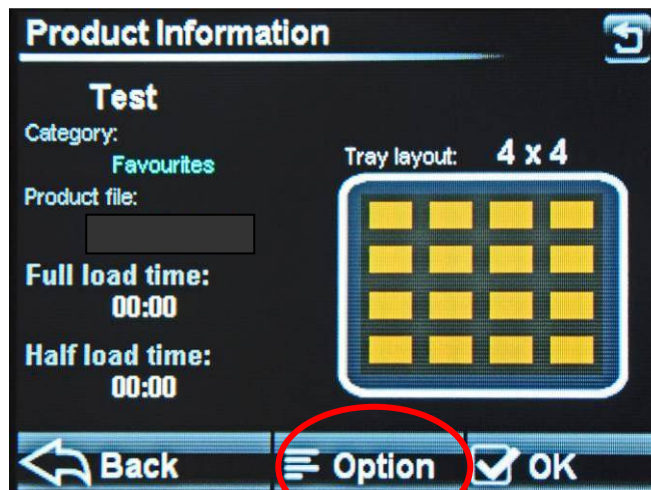 Product Information
Test
Category:
Favourites
Product file:
Full load time:
00:00
Half load time:
00:00
Tray layout: 4 x 4
Back
Option
OK